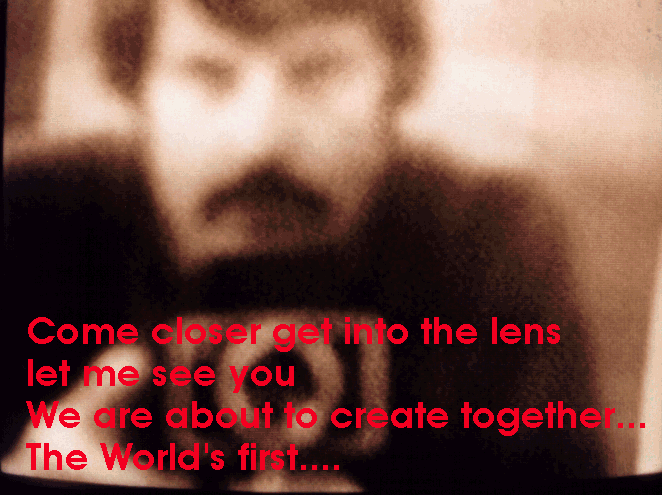 Come closer get into the lens
let me see you
We are about to create together...
The World's first....